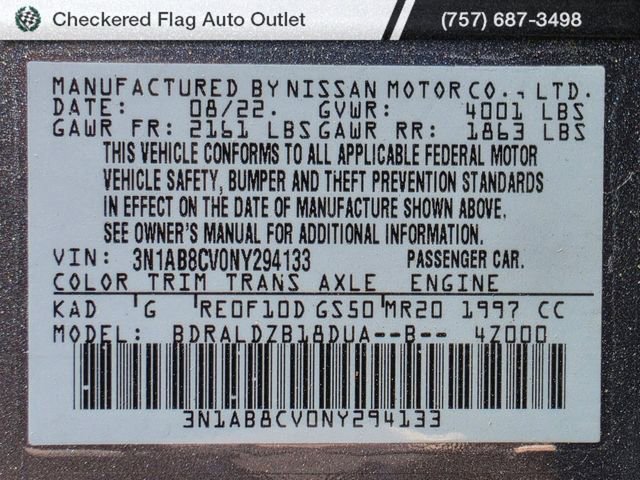 Checkered Flag Auto Outlet (757) 687-3498
MANUFACTURED BY NISSAN MOTOR CO., LTD.
DATE: 08/22. GVWR: 4001 LBS
GAWR FR: 2161 LBS GAWR RR: 1863 LBS
THIS VEHICLE CONFORMS TO ALL APPLICABLE FEDERAL MOTOR
VEHICLE SAFETY, BUMPER AND THEFT PREVENTION STANDARDS
IN EFFECT ON THE DATE OF MANUFACTURE SHOWN ABOVE.
SEE OWNER'S MANUAL FOR ADDITIONAL INFORMATION.
VIN: 3N1AB8CV0NY294133 PASSENGER CAR.
COLOR TRIM TRANS AXLE ENGINE
KAD G RE0F10D GS50 MR20 1997 CC
MODEL: BDRALDZB18DUA--B-- 4Z000
3N1AB8CV0NY294133